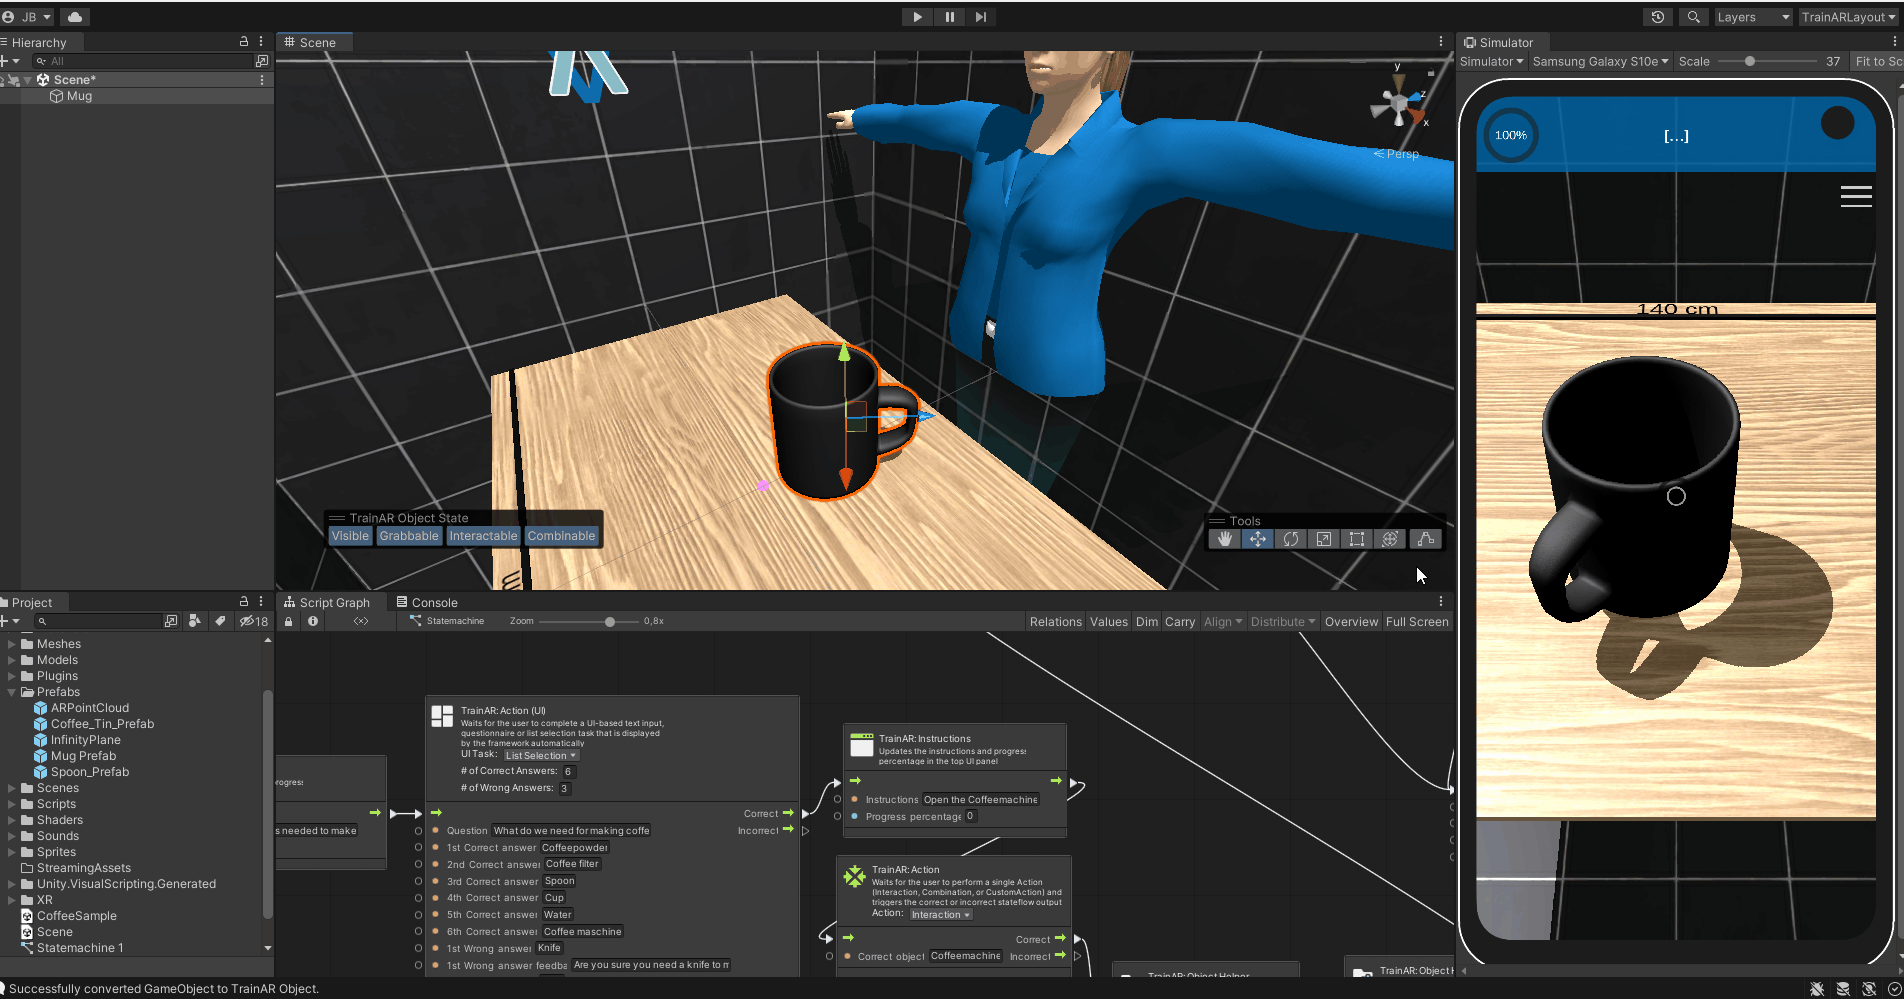 JB
Layers
TrainARLayout
Hierarchy
All
Scene*
Mug
Scene
y
z
x
Persp
TrainAR Object State
Visible Grabbable Interactable Combinable
Tools
Simulator
Simulator Samsung Galaxy S10e Scale 37 Fit to Sc
100%
[...]
140 cm
Project
18
Meshes
Models
Plugins
Prefabs
ARPointCloud
Coffee_Tin_Prefab
InfinityPlane
Mug Prefab
Spoon_Prefab
Scenes
Scripts
Shaders
Sounds
Sprites
StreamingAssets
Unity.VisualScripting.Generated
XR
CoffeeSample
Scene
Statemachine 1
Script Graph Console
Statemachine Zoom 0,8x
Relations Values Dim Carry Align Distribute Overview Full Screen
rogress
s needed to make
TrainAR: Action (UI)
Waits for the user to complete a UI-based text input,
questionnaire or list selection task that is displayed
by the framework automatically
UI Task: List Selection
# of Correct Answers: 6
# of Wrong Answers: 3
Correct
Incorrect
Question What do we need for making coffe
1st Correct answer Coffeepowder
2nd Correct answer Coffee filter
3rd Correct answer Spoon
4th Correct answer Cup
5th Correct answer Water
6th Correct answer Coffee maschine
1st Wrong answer Knife
1st Wrong answer feedba Are you sure you need a knife to m
TrainAR: Instructions
Updates the instructions and progress
percentage in the top UI panel
Instructions Open the Coffeemachine
Progress percentage 0
TrainAR: Action
Waits for the user to perform a single Action
(Interaction, Combination, or CustomAction) and
triggers the correct or incorrect stateflow output
Action: Interaction
Correct
Correct object Coffeemachine Incorrect
TrainAR: Object Helper
TrainAR: Object H
Successfully converted GameObject to TrainAR Object.